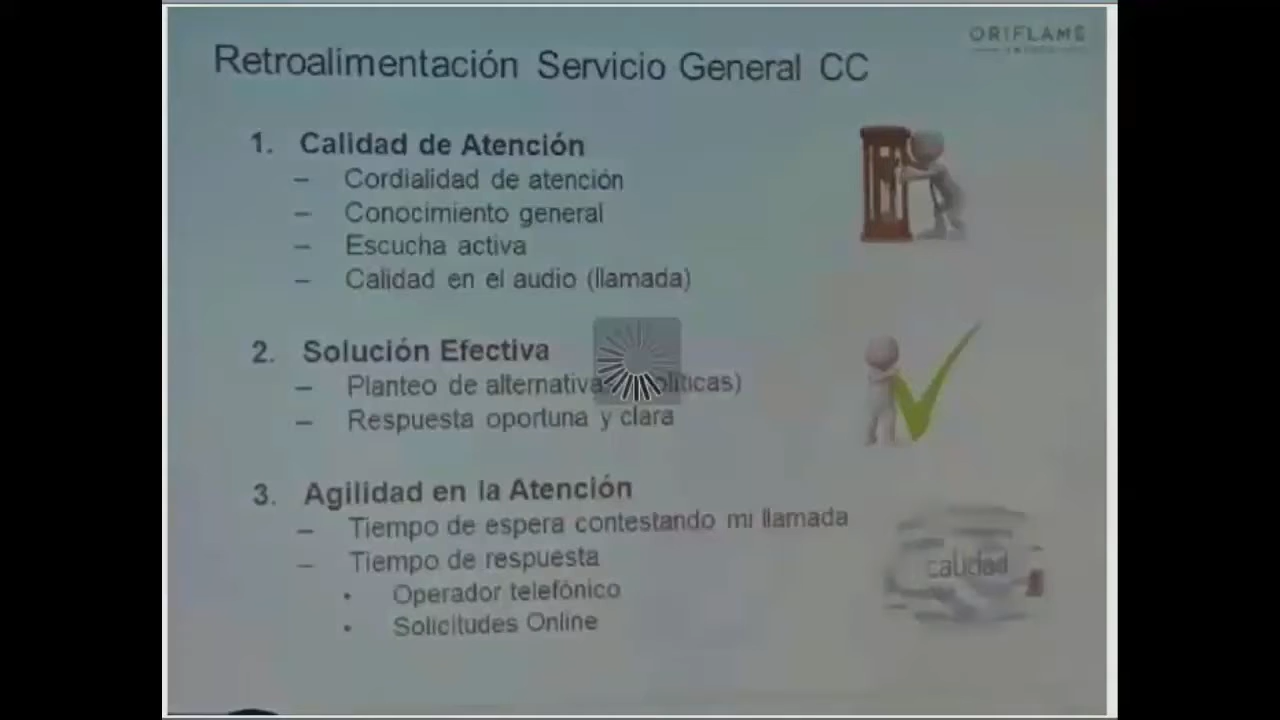 ORIFLAME
Retroalimentación Servicio General CC
1. Calidad de Atención
– Cordialidad de atención
– Conocimiento general
– Escucha activa
– Calidad en el audio (llamada)
2. Solución Efectiva
– Planteo de
– Respuesta oportuna y clara
3. Agilidad en la Atención
– Tiempo de espera contestando mi llamada
– Tiempo de respuesta
• Operador telefónico
• Solicitudes Online
calidad